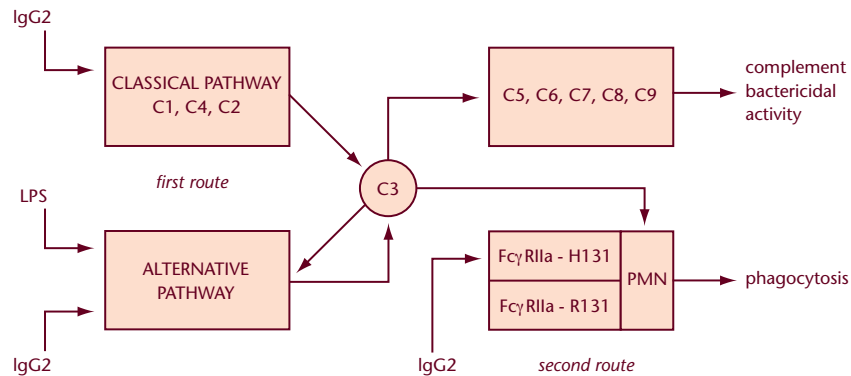 IgG2
CLASSICAL PATHWAY
C1, C4, C2
C5, C6, C7, C8, C9
complement
bactericidal
activity
first route
C3
LPS
ALTERNATIVE
PATHWAY
IgG2
FcγRIIa - H131
FcγRIIa - R131
PMN
phagocytosis
IgG2
second route